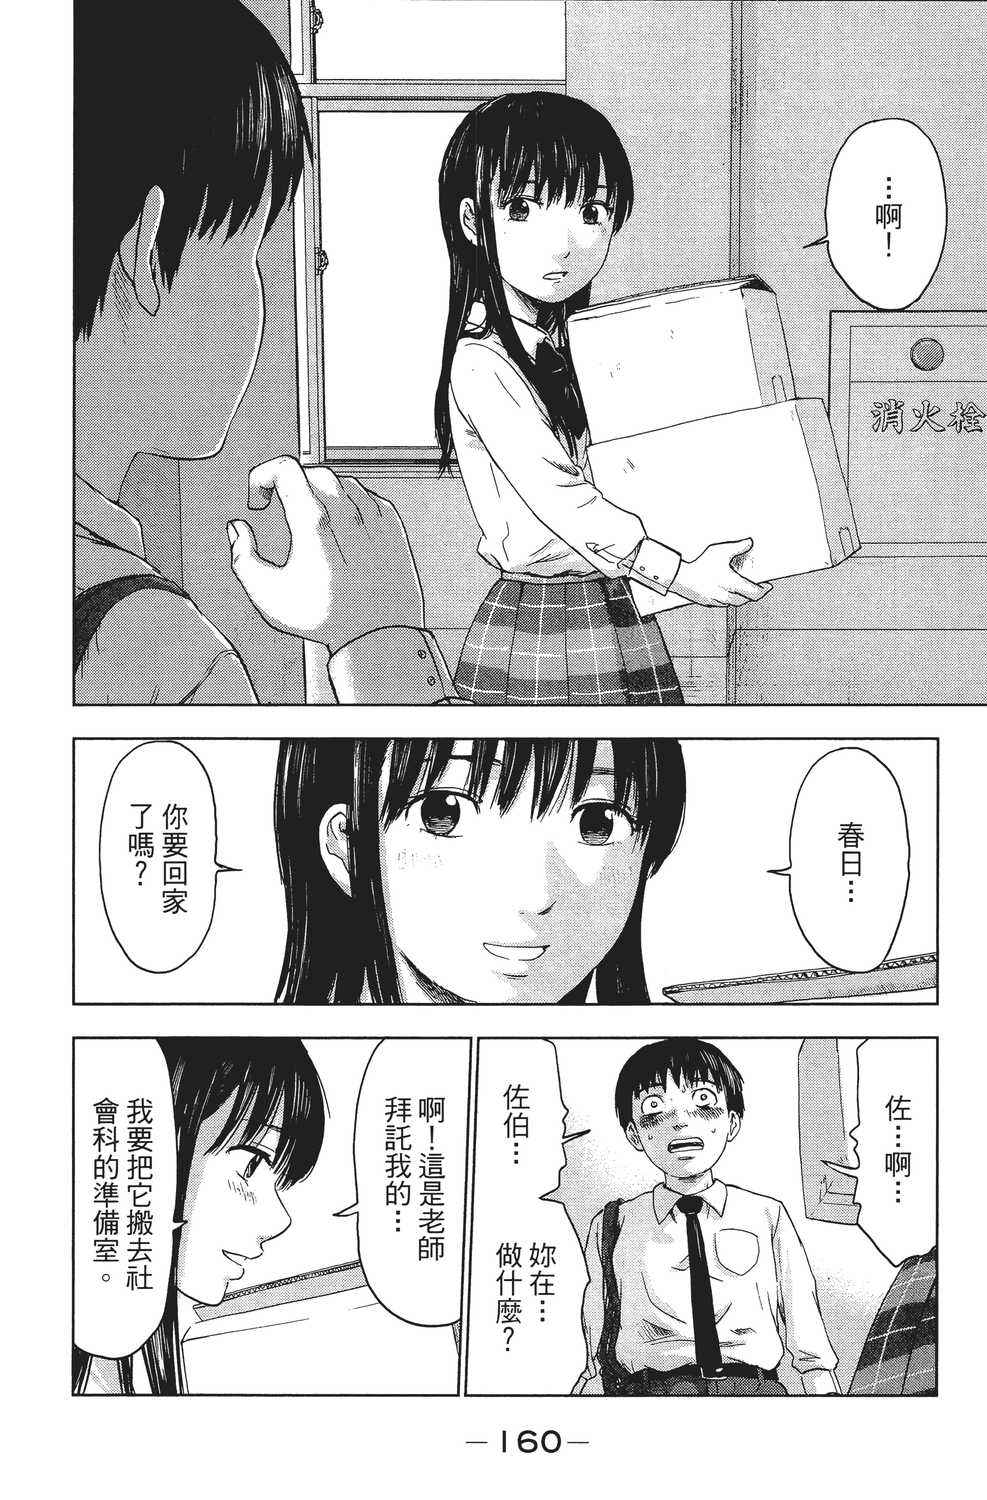 …啊！
消火栓
春日…
你要回家
了嗎？
佐…啊…
佐伯…
妳在…
做什麼？
啊！這是老師
拜託我的…
我要把它搬去社
會科的準備室。
—160—